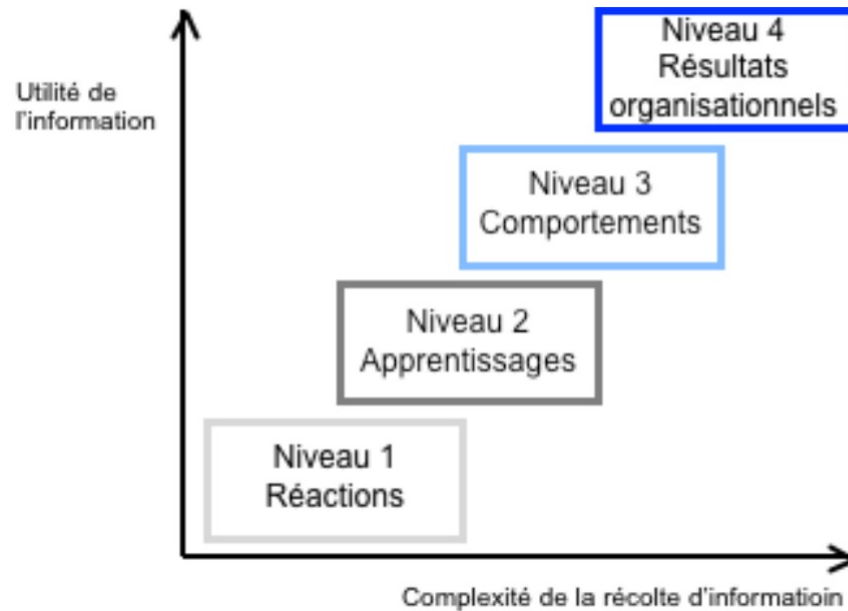 Utilité de
l'information
Niveau 4
Résultats
organisationnels
Niveau 3
Comportements
Niveau 2
Apprentissages
Niveau 1
Réactions
Complexité de la récolte d'informatioin